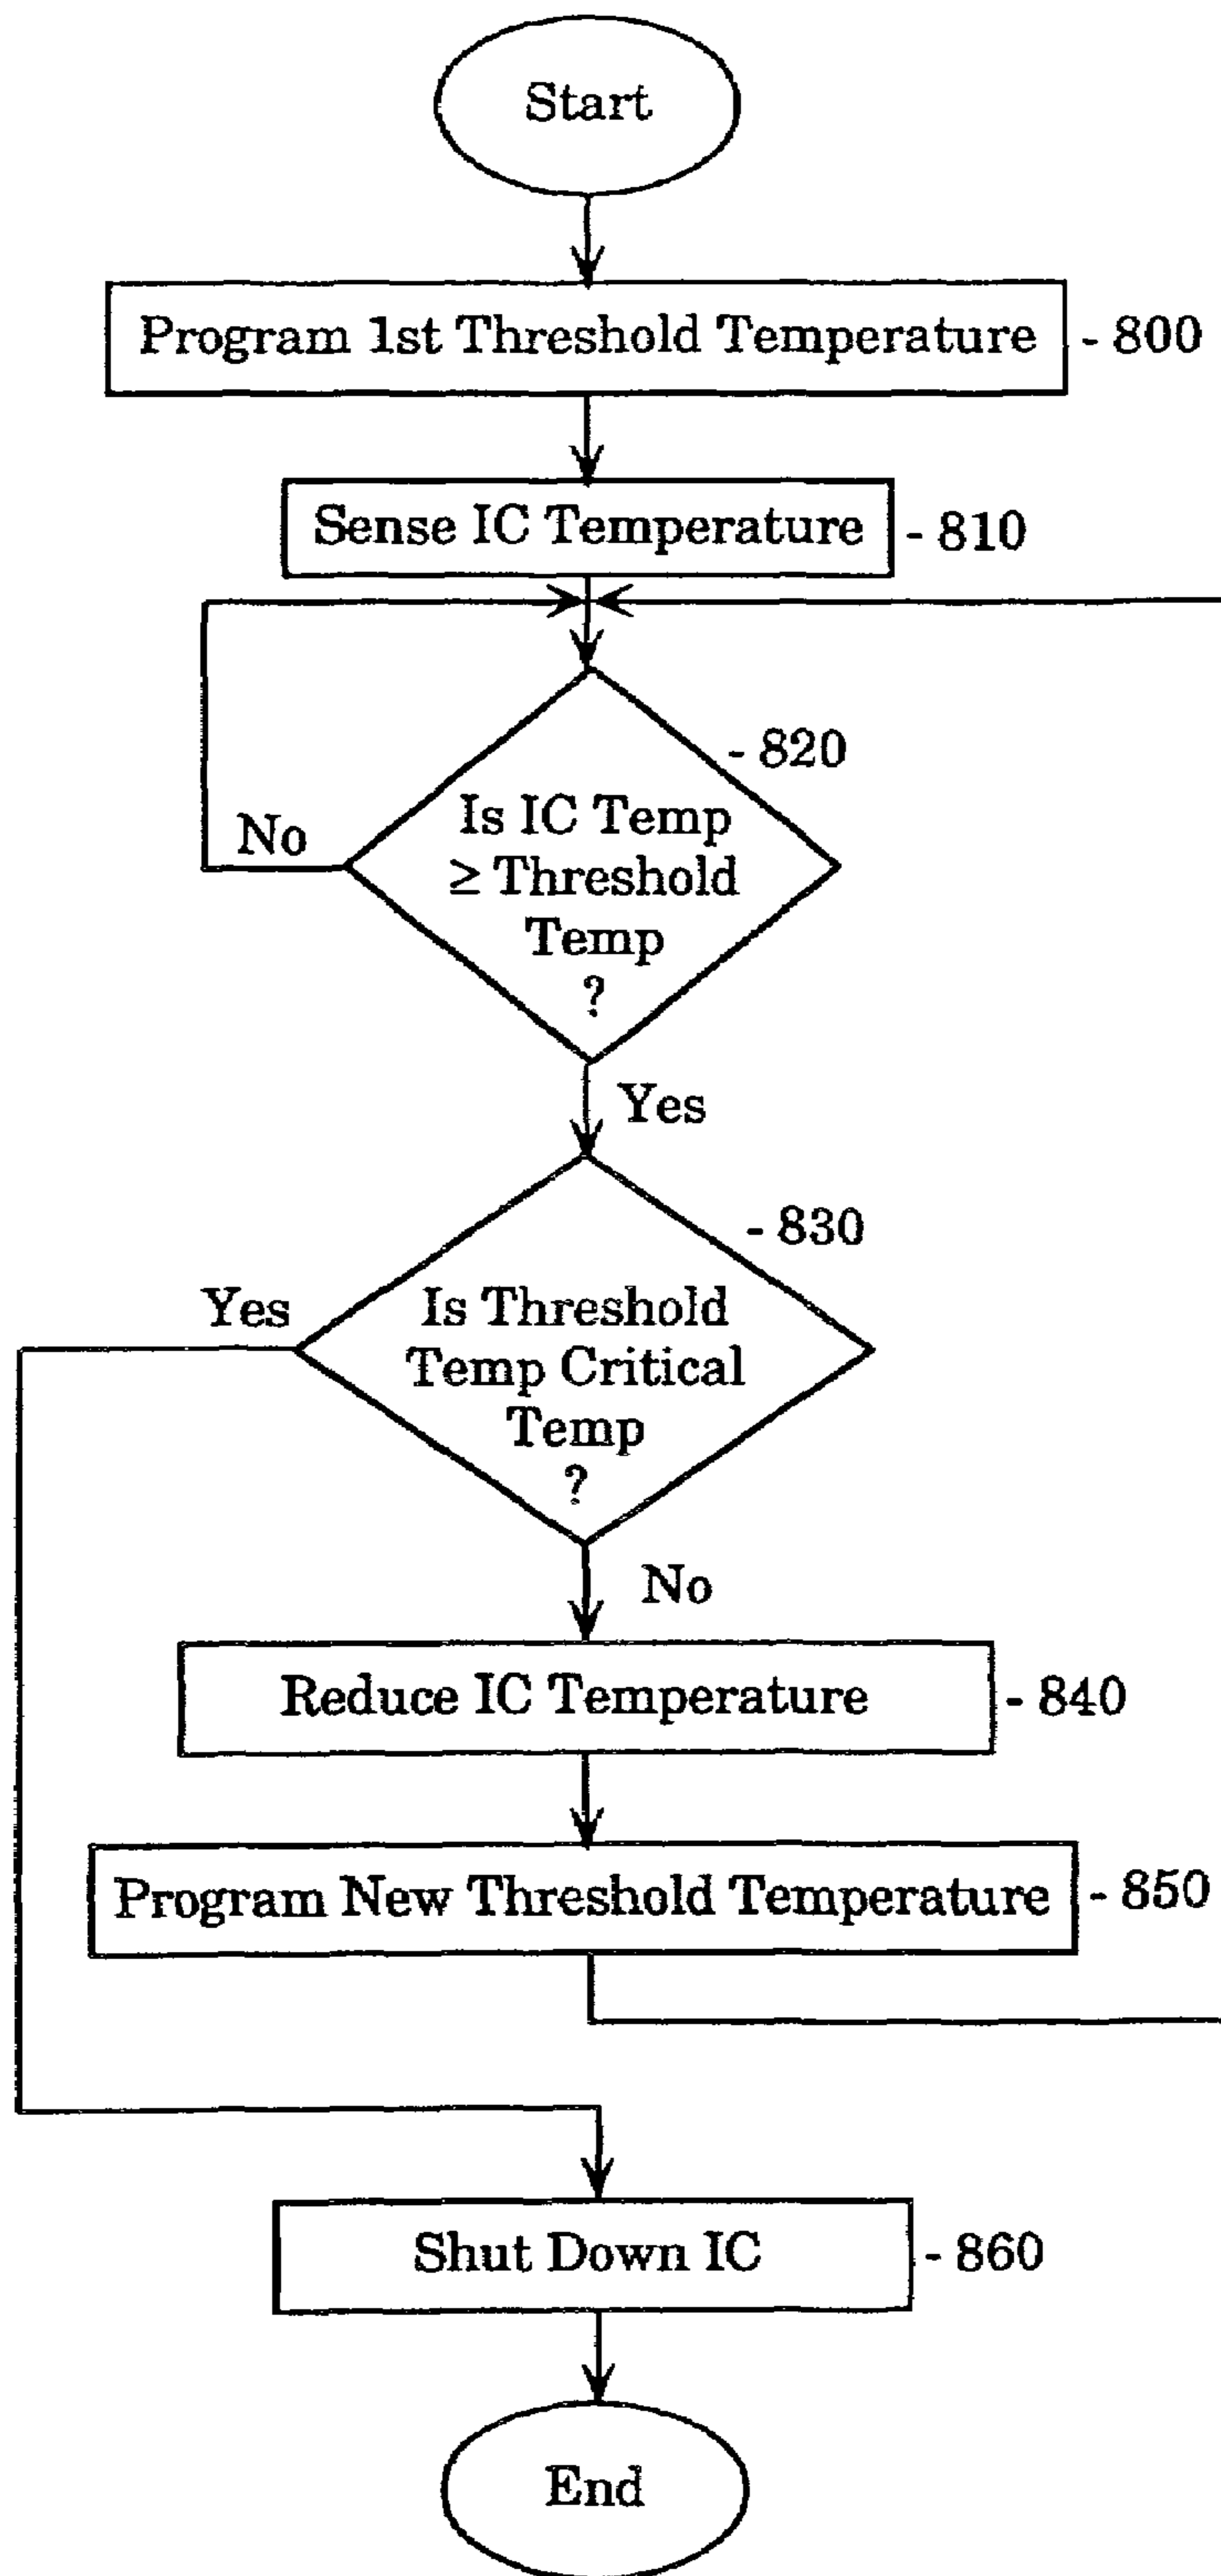 Start
Program 1st Threshold Temperature - 800
Sense IC Temperature - 810
- 820
Is IC Temp
≥ Threshold
Temp
?
No
Yes
- 830
Yes
Is Threshold
Temp Critical
Temp
?
No
Reduce IC Temperature - 840
Program New Threshold Temperature - 850
Shut Down IC - 860
End